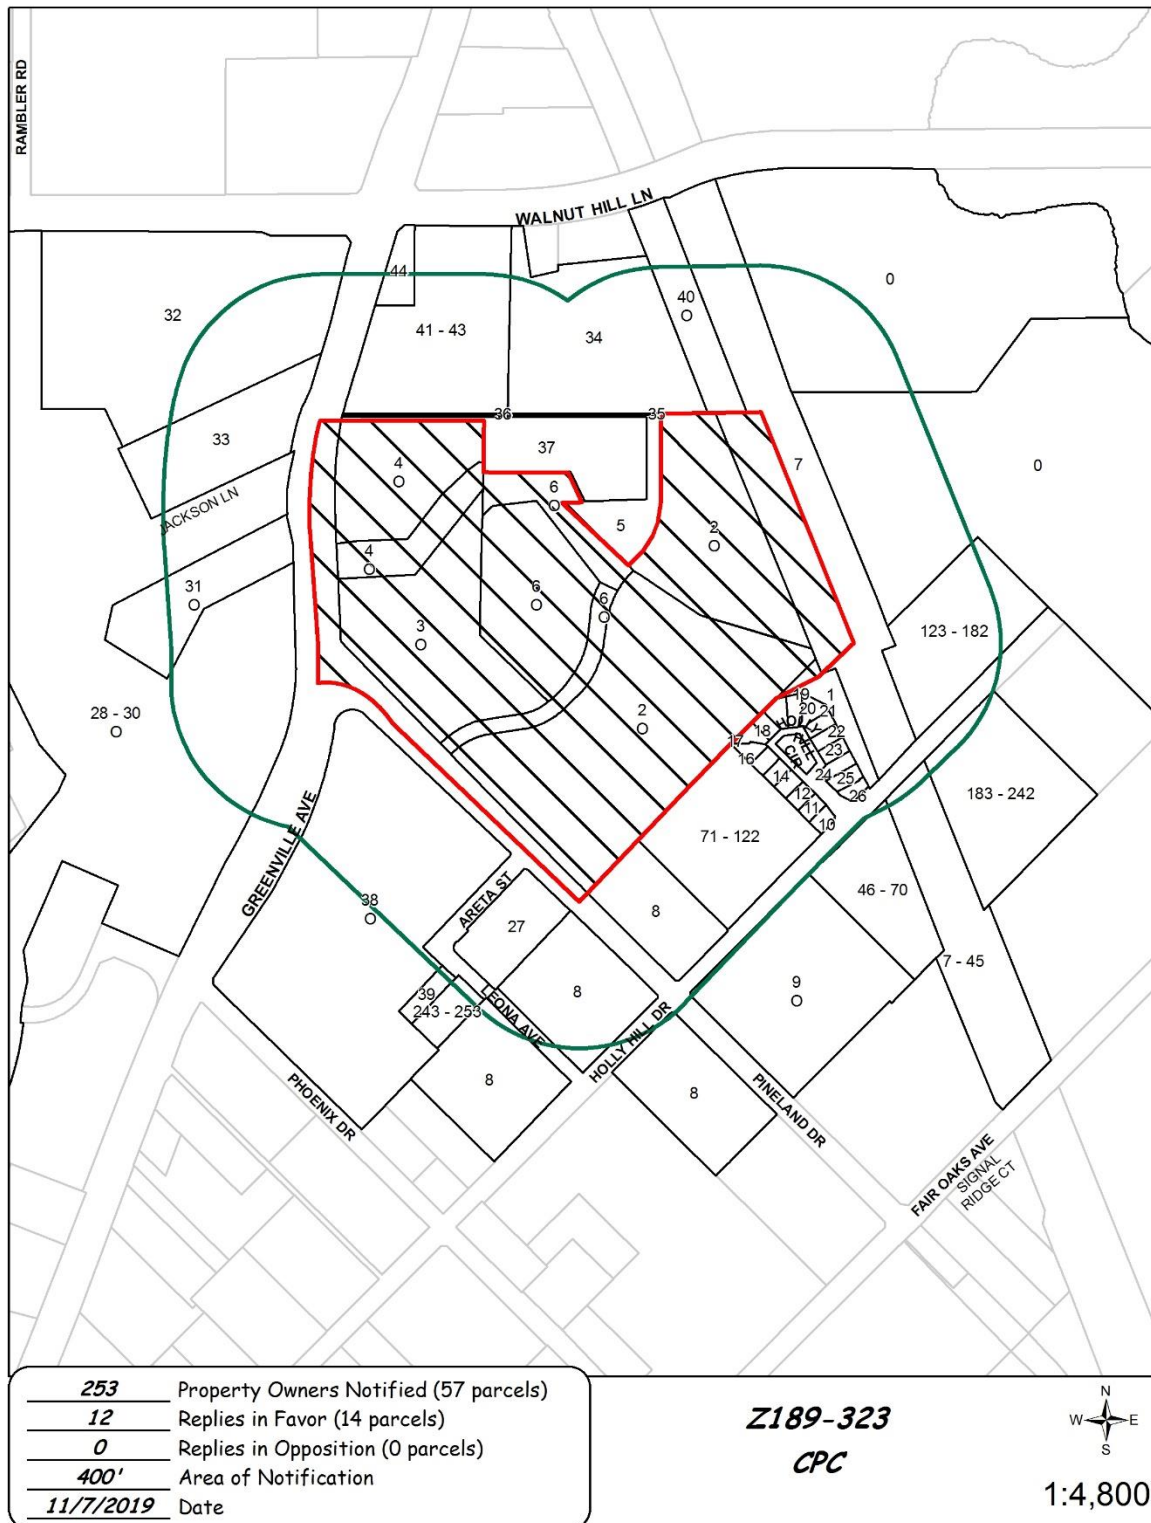 RAMBLER RD
WALNUT HILL LN
44
0
32
40
41 - 43
34
36
35
33
37
4
7
0
6
JACKSON LN
5
2
4
31
6
6
3
123 - 182
28 - 30
2
19
1
20
21
HOLLY HILL CIR
18
22
17
23
16
24
25
14
26
12
11
10
183 - 242
GREENVILLE AVE
71 - 122
46 - 70
38
ARETA ST
27
8
7 - 45
39
8
9
243 - 253
LEONA AVE
HOLLY HILL DR
8
8
PHOENIX DR
PINELAND DR
FAIR OAKS AVE
SIGNAL
RIDGE CT
253 Property Owners Notified (57 parcels)
12 Replies in Favor (14 parcels)
0 Replies in Opposition (0 parcels)
400' Area of Notification
11/7/2019 Date
Z189-323
CPC
N
W E
S
1:4,800